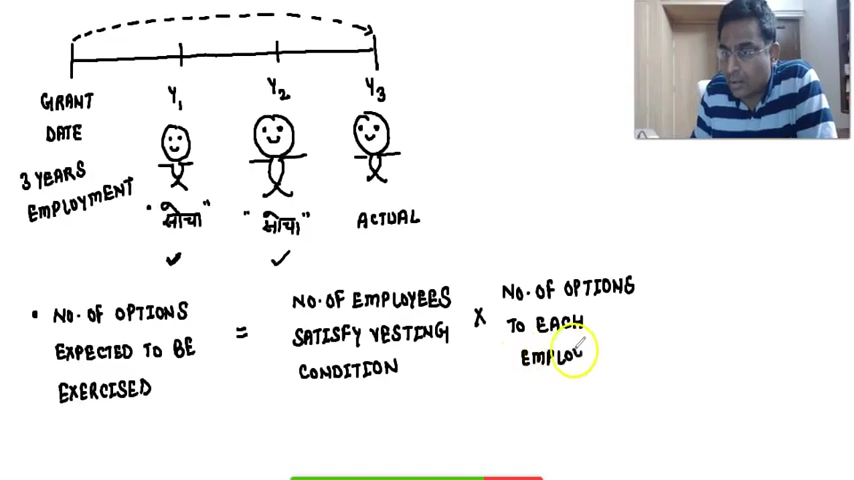 GRANT DATE
Y1 Y2 Y3
3 YEARS
EMPLOYMENT
"सोचा" "सोचा" ACTUAL
• NO. OF OPTIONS
EXPECTED TO BE
EXERCISED
=
NO. OF EMPLOYEES
SATISFY VESTING
CONDITION
X
NO. OF OPTIONS
TO EACH
EMPLOY